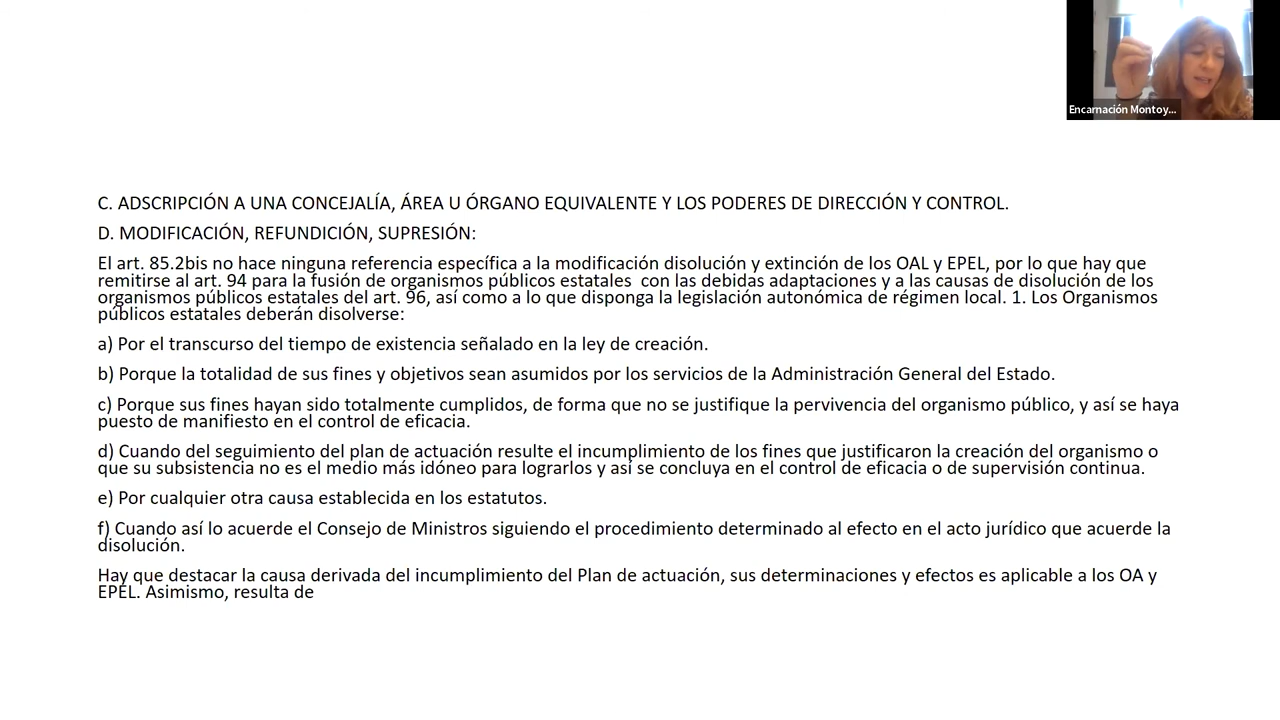 Encarnación Montoy...
C. ADSCRIPCIÓN A UNA CONCEJALÍA, ÁREA U ÓRGANO EQUIVALENTE Y LOS PODERES DE DIRECCIÓN Y CONTROL.
D. MODIFICACIÓN, REFUNDICIÓN, SUPRESIÓN:
El art. 85.2bis no hace ninguna referencia específica a la modificación disolución y extinción de los OAL y EPEL, por lo que hay que
remitirse al art. 94 para la fusión de organismos públicos estatales con las debidas adaptaciones y a las causas de disolución de los
organismos públicos estatales del art. 96, así como a lo que disponga la legislación autonómica de régimen local. 1. Los Organismos
públicos estatales deberán disolverse:
a) Por el transcurso del tiempo de existencia señalado en la ley de creación.
b) Porque la totalidad de sus fines y objetivos sean asumidos por los servicios de la Administración General del Estado.
c) Porque sus fines hayan sido totalmente cumplidos, de forma que no se justifique la pervivencia del organismo público, y así se haya
puesto de manifiesto en el control de eficacia.
d) Cuando del seguimiento del plan de actuación resulte el incumplimiento de los fines que justificaron la creación del organismo o
que su subsistencia no es el medio más idóneo para lograrlos y así se concluya en el control de eficacia o de supervisión continua.
e) Por cualquier otra causa establecida en los estatutos.
f) Cuando así lo acuerde el Consejo de Ministros siguiendo el procedimiento determinado al efecto en el acto jurídico que acuerde la
disolución.
Hay que destacar la causa derivada del incumplimiento del Plan de actuación, sus determinaciones y efectos es aplicable a los OA y
EPEL. Asimismo, resulta de